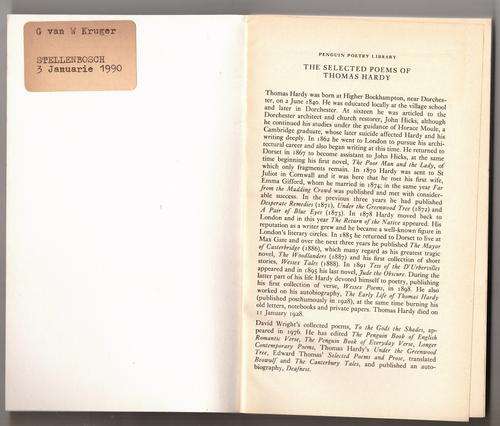 G van W Kruger
STELLENBOSCH
3 Januarie 1990
PENGUIN POETRY LIBRARY
THE SELECTED POEMS OF
THOMAS HARDY
Thomas Hardy was born at Higher Bockhampton, near Dorches-
ter, on 2 June 1840. He was educated locally at the village school
and later in Dorchester. At sixteen he was articled to the
Dorchester architect and church restorer, John Hicks, although
he continued his studies under the guidance of Horace Moule, a
Cambridge graduate, whose later suicide affected Hardy and his
writing deeply. In 1862 he went to London to pursue his archi-
tectural career and also began writing at this time. He returned to
Dorset in 1867 to become assistant to John Hicks, at the same
time beginning his first novel, The Poor Man and the Lady, of
which only fragments remain. In 1870 Hardy was sent to St
Juliot in Cornwall and it was here that he met his first wife,
Emma Gifford, whom he married in 1874; in the same year Far
from the Madding Crowd was published and met with consider-
able success. In the previous three years he had published
Desperate Remedies (1871), Under the Greenwood Tree (1872) and
A Pair of Blue Eyes (1873). In 1878 Hardy moved back to
London and in this year The Return of the Native appeared. His
reputation as a writer grew and he became a well-known figure in
London's literary circles. In 1885 he returned to Dorset to live at
Max Gate and over the next three years he published The Mayor
of Casterbridge (1886), which many regard as his greatest tragic
novel, The Woodlanders (1887) and his first collection of short
stories, Wessex Tales (1888). In 1891 Tess of the D'Urbervilles
appeared and in 1895 his last novel, Jude the Obscure. During the
latter part of his life Hardy devoted himself to poetry, publishing
his first collection of verse, Wessex Poems, in 1898. He also
worked on his autobiography, The Early Life of Thomas Hardy
(published posthumously in 1928), at the same time burning his
old letters, notebooks and private papers. Thomas Hardy died on
11 January 1928.
David Wright's collected poems, To the Gods the Shades, ap-
peared in 1976. He has edited The Penguin Book of English
Romantic Verse, The Penguin Book of Everyday Verse, Longer
Contemporary Poems, Thomas Hardy's Under the Greenwood
Tree, Edward Thomas' Selected Poems and Prose, translated
Beowulf and The Canterbury Tales, and published an auto-
biography, Deafness.